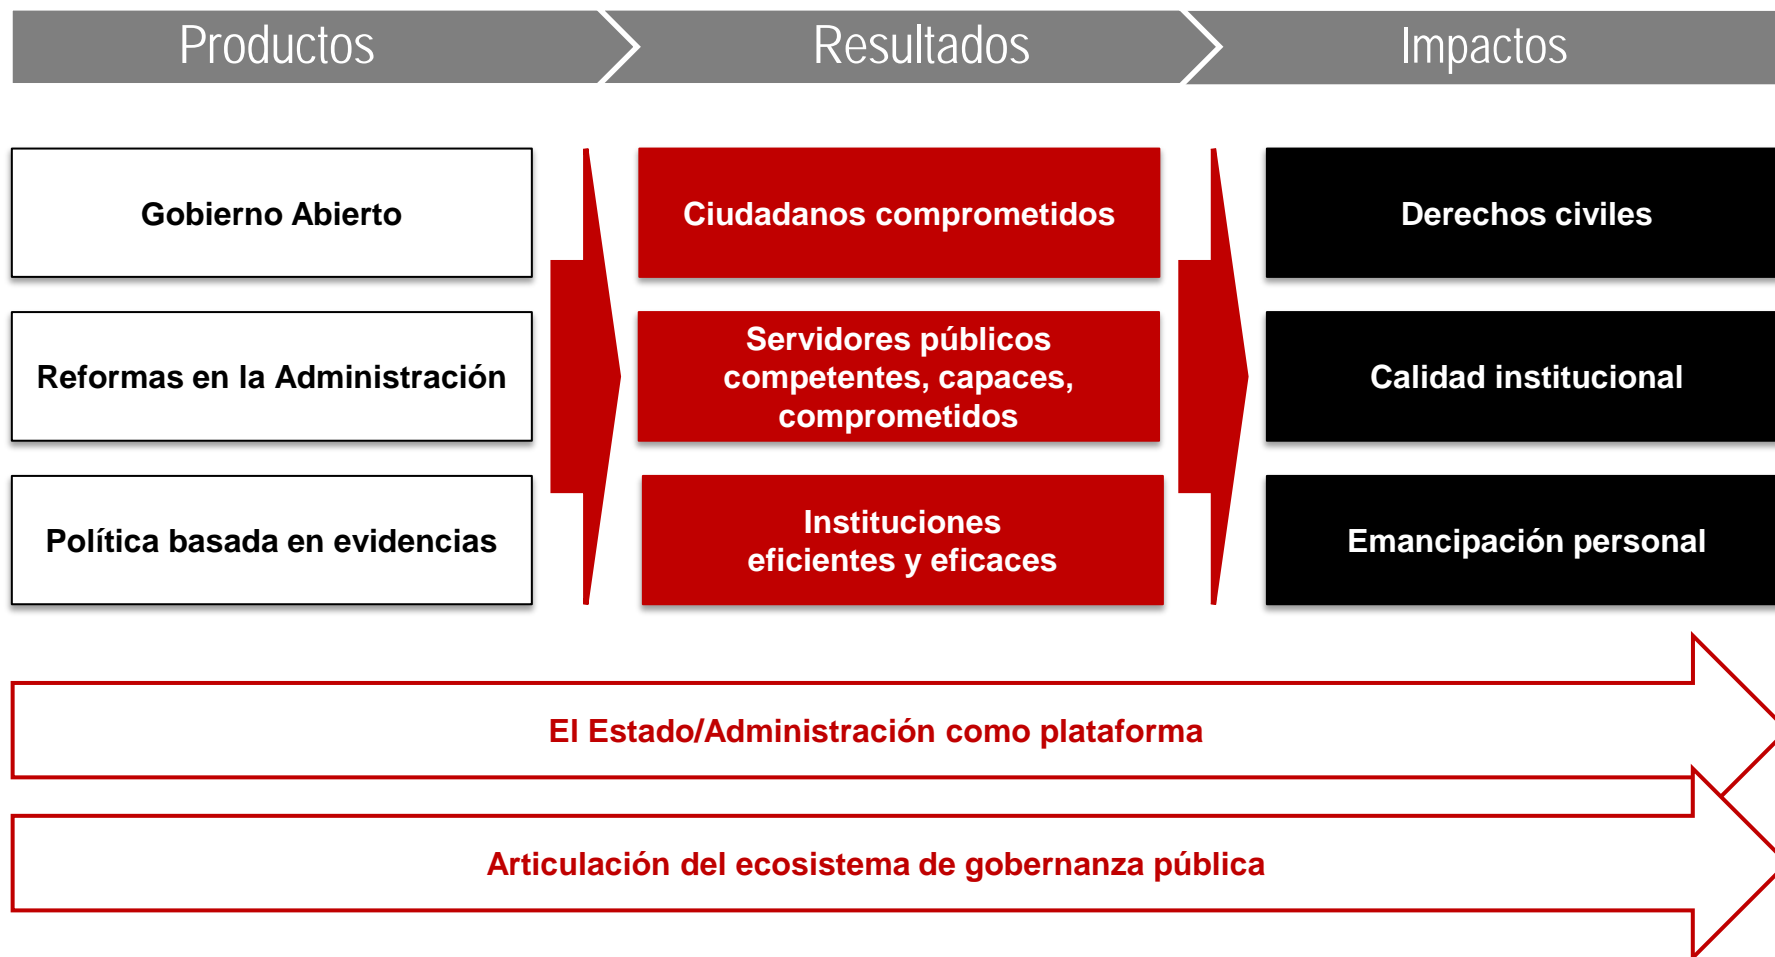 Productos
Resultados
Impactos
Gobierno Abierto
Ciudadanos comprometidos
Derechos civiles
Reformas en la Administración
Servidores públicos
competentes, capaces,
comprometidos
Calidad institucional
Política basada en evidencias
Instituciones
eficientes y eficaces
Emancipación personal
El Estado/Administración como plataforma
Articulación del ecosistema de gobernanza pública